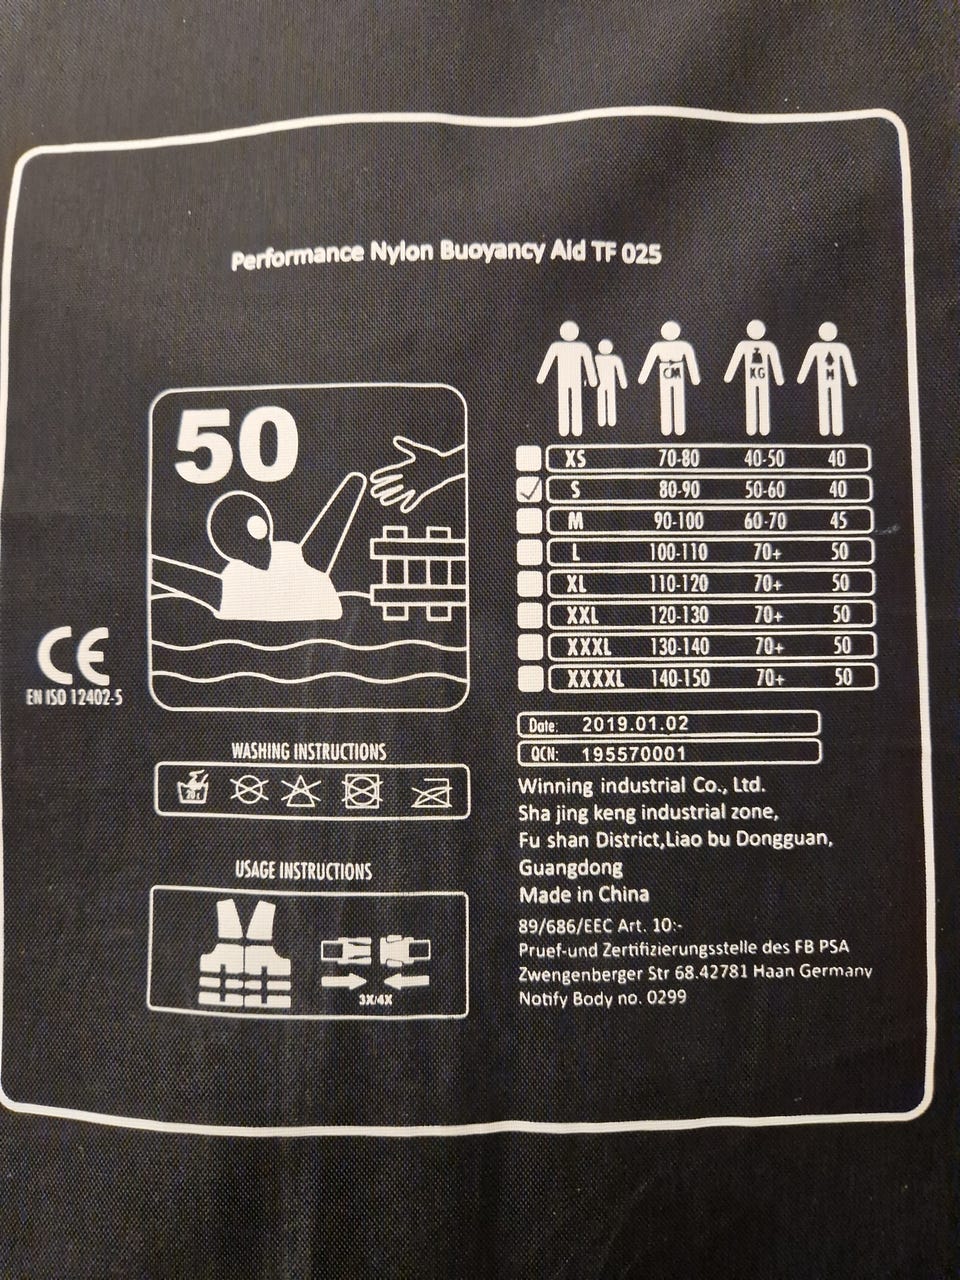 Performance Nylon Buoyancy Aid TF 025
50
CM KG M
XS 70-80 40-50 40
S 80-90 50-60 40
M 90-100 60-70 45
L 100-110 70+ 50
XL 110-120 70+ 50
XXL 120-130 70+ 50
XXXL 130-140 70+ 50
XXXXL 140-150 70+ 50
CE
EN ISO 12402-5
Date: 2019.01.02
QCN: 195570001
Winning industrial Co., Ltd.
Sha jing keng industrial zone,
Fu shan District,Liao bu Dongguan,
Guangdong
Made in China
89/686/EEC Art. 10:-
Pruef-und Zertifizierungsstelle des FB PSA
Zwengenberger Str 68.42781 Haan Germany
Notify Body no. 0299
WASHING INSTRUCTIONS
USAGE INSTRUCTIONS
3X/4X